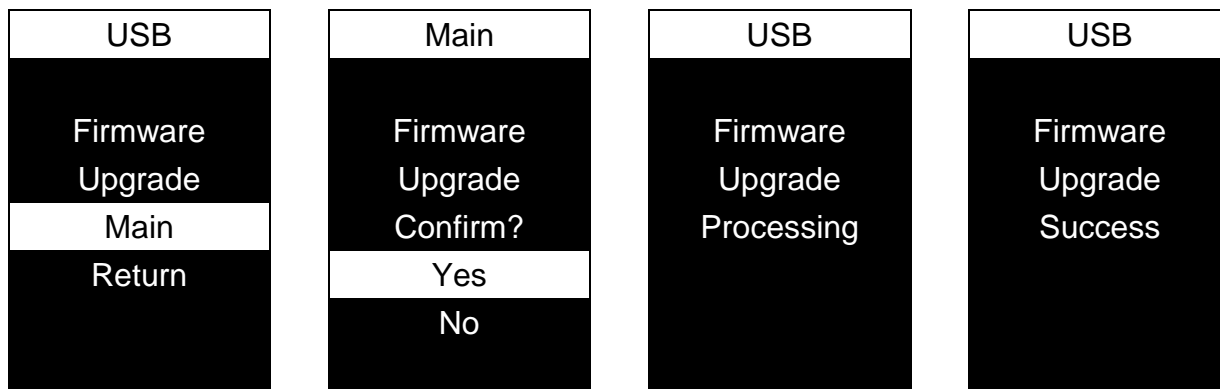 USB
Firmware
Upgrade
Main
Return
Main
Firmware
Upgrade
Confirm?
Yes
No
USB
Firmware
Upgrade
Processing
USB
Firmware
Upgrade
Success